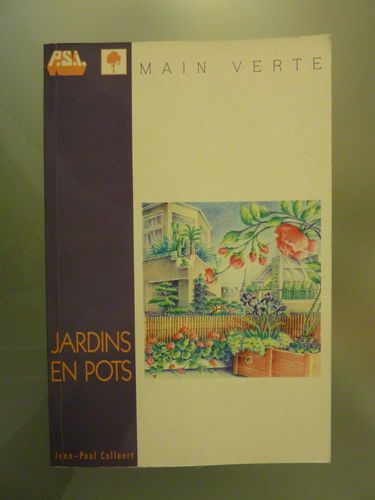 P.S.I.
MAIN VERTE
JARDINS
EN POTS
Jean-Paul Collaert